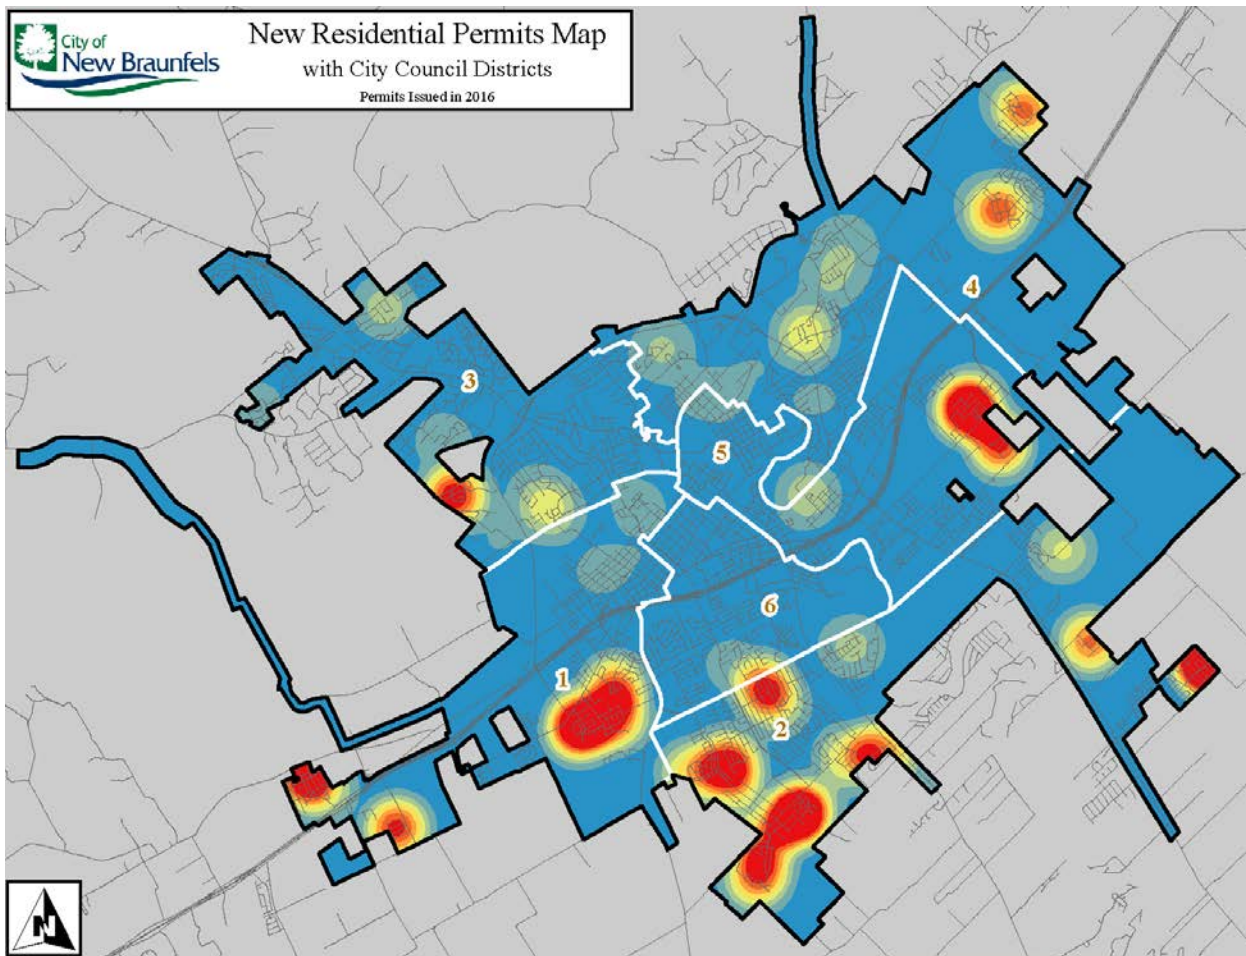 City of
New Braunfels
New Residential Permits Map
with City Council Districts
Permits Issued in 2016
4
3
5
6
1
2
N